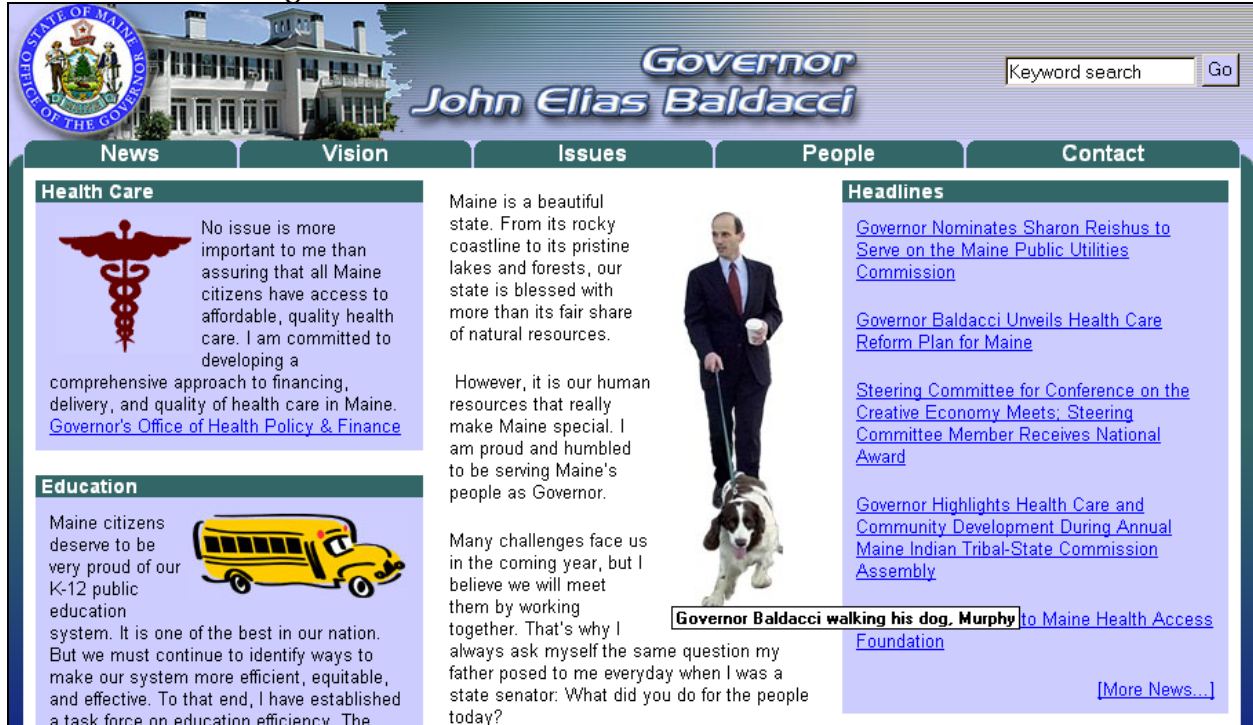 STATE OF MAINE
OFFICE OF THE GOVERNOR
Governor
John Elias Baldacci
Keyword search
Go
News
Vision
Issues
People
Contact
Health Care
No issue is more
important to me than
assuring that all Maine
citizens have access to
affordable, quality health
care. I am committed to
developing a
comprehensive approach to financing,
delivery, and quality of health care in Maine.
Governor's Office of Health Policy & Finance
Education
Maine citizens
deserve to be
very proud of our
K-12 public
education
system. It is one of the best in our nation.
But we must continue to identify ways to
make our system more efficient, equitable,
and effective. To that end, I have established
a task force on education efficiency. The
Maine is a beautiful
state. From its rocky
coastline to its pristine
lakes and forests, our
state is blessed with
more than its fair share
of natural resources.
However, it is our human
resources that really
make Maine special. I
am proud and humbled
to be serving Maine's
people as Governor.
Many challenges face us
in the coming year, but I
believe we will meet
them by working
together. That's why I
always ask myself the same question my
father posed to me everyday when I was a
state senator: What did you do for the people
today?
Governor Baldacci walking his dog, Murphy
Headlines
Governor Nominates Sharon Reishus to
Serve on the Maine Public Utilities
Commission
Governor Baldacci Unveils Health Care
Reform Plan for Maine
Steering Committee for Conference on the
Creative Economy Meets; Steering
Committee Member Receives National
Award
Governor Highlights Health Care and
Community Development During Annual
Maine Indian Tribal-State Commission
Assembly
to Maine Health Access
Foundation
[More News...]